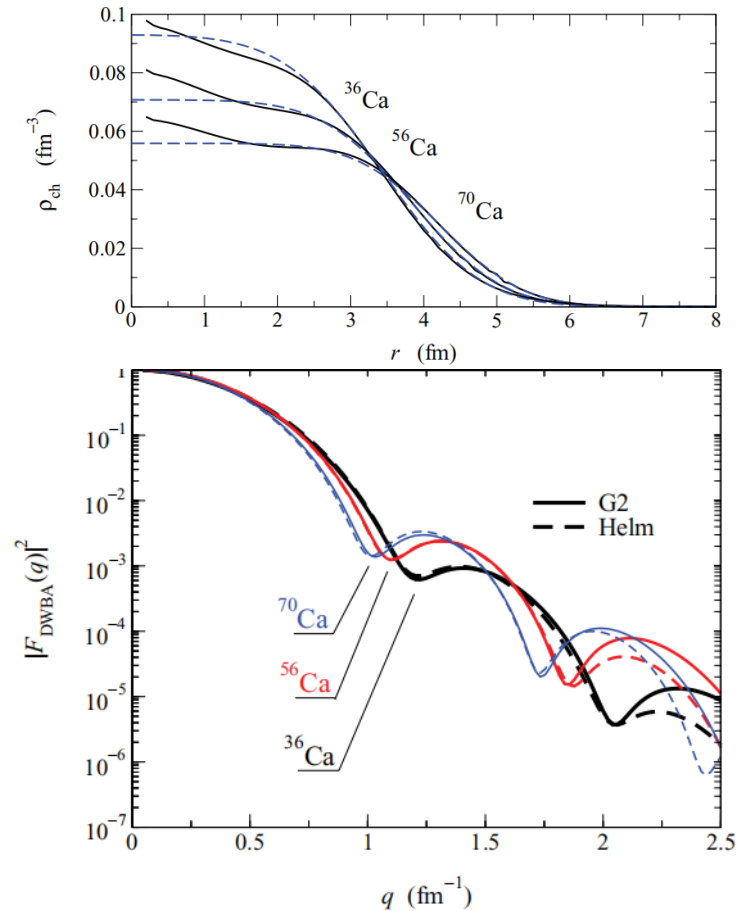 0.1
0.08
0.06
0.04
0.02
0
ρch (fm⁻³)
³⁶Ca
⁵⁶Ca
⁷⁰Ca
0 1 2 3 4 5 6 7 8
r (fm)
1
10⁻¹
10⁻²
10⁻³
10⁻⁴
10⁻⁵
10⁻⁶
10⁻⁷
|F_DWBA(q)|²
G2
Helm
⁷⁰Ca
⁵⁶Ca
³⁶Ca
0 0.5 1 1.5 2 2.5
q (fm⁻¹)